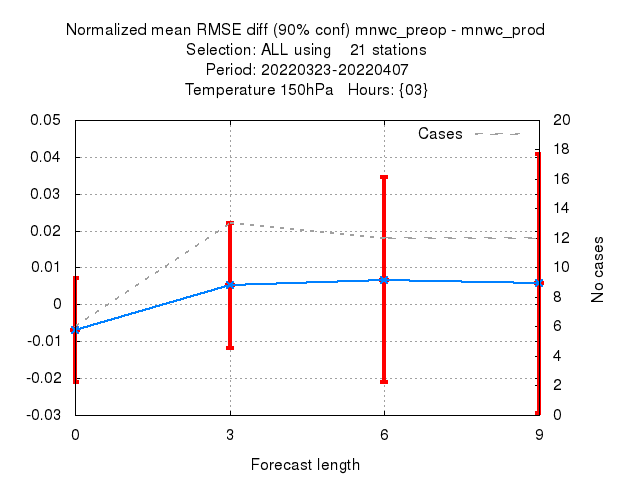 Normalized mean RMSE diff (90% conf) mnwc_preop - mnwc_prod
Selection: ALL using    21 stations
Period: 20220323-20220407
Temperature 150hPa   Hours: {03}
Cases
0.05
0.04
0.03
0.02
0.01
0
-0.01
-0.02
-0.03
20
18
16
14
12
10
8
6
4
2
0
No cases
0 3 6 9
Forecast length